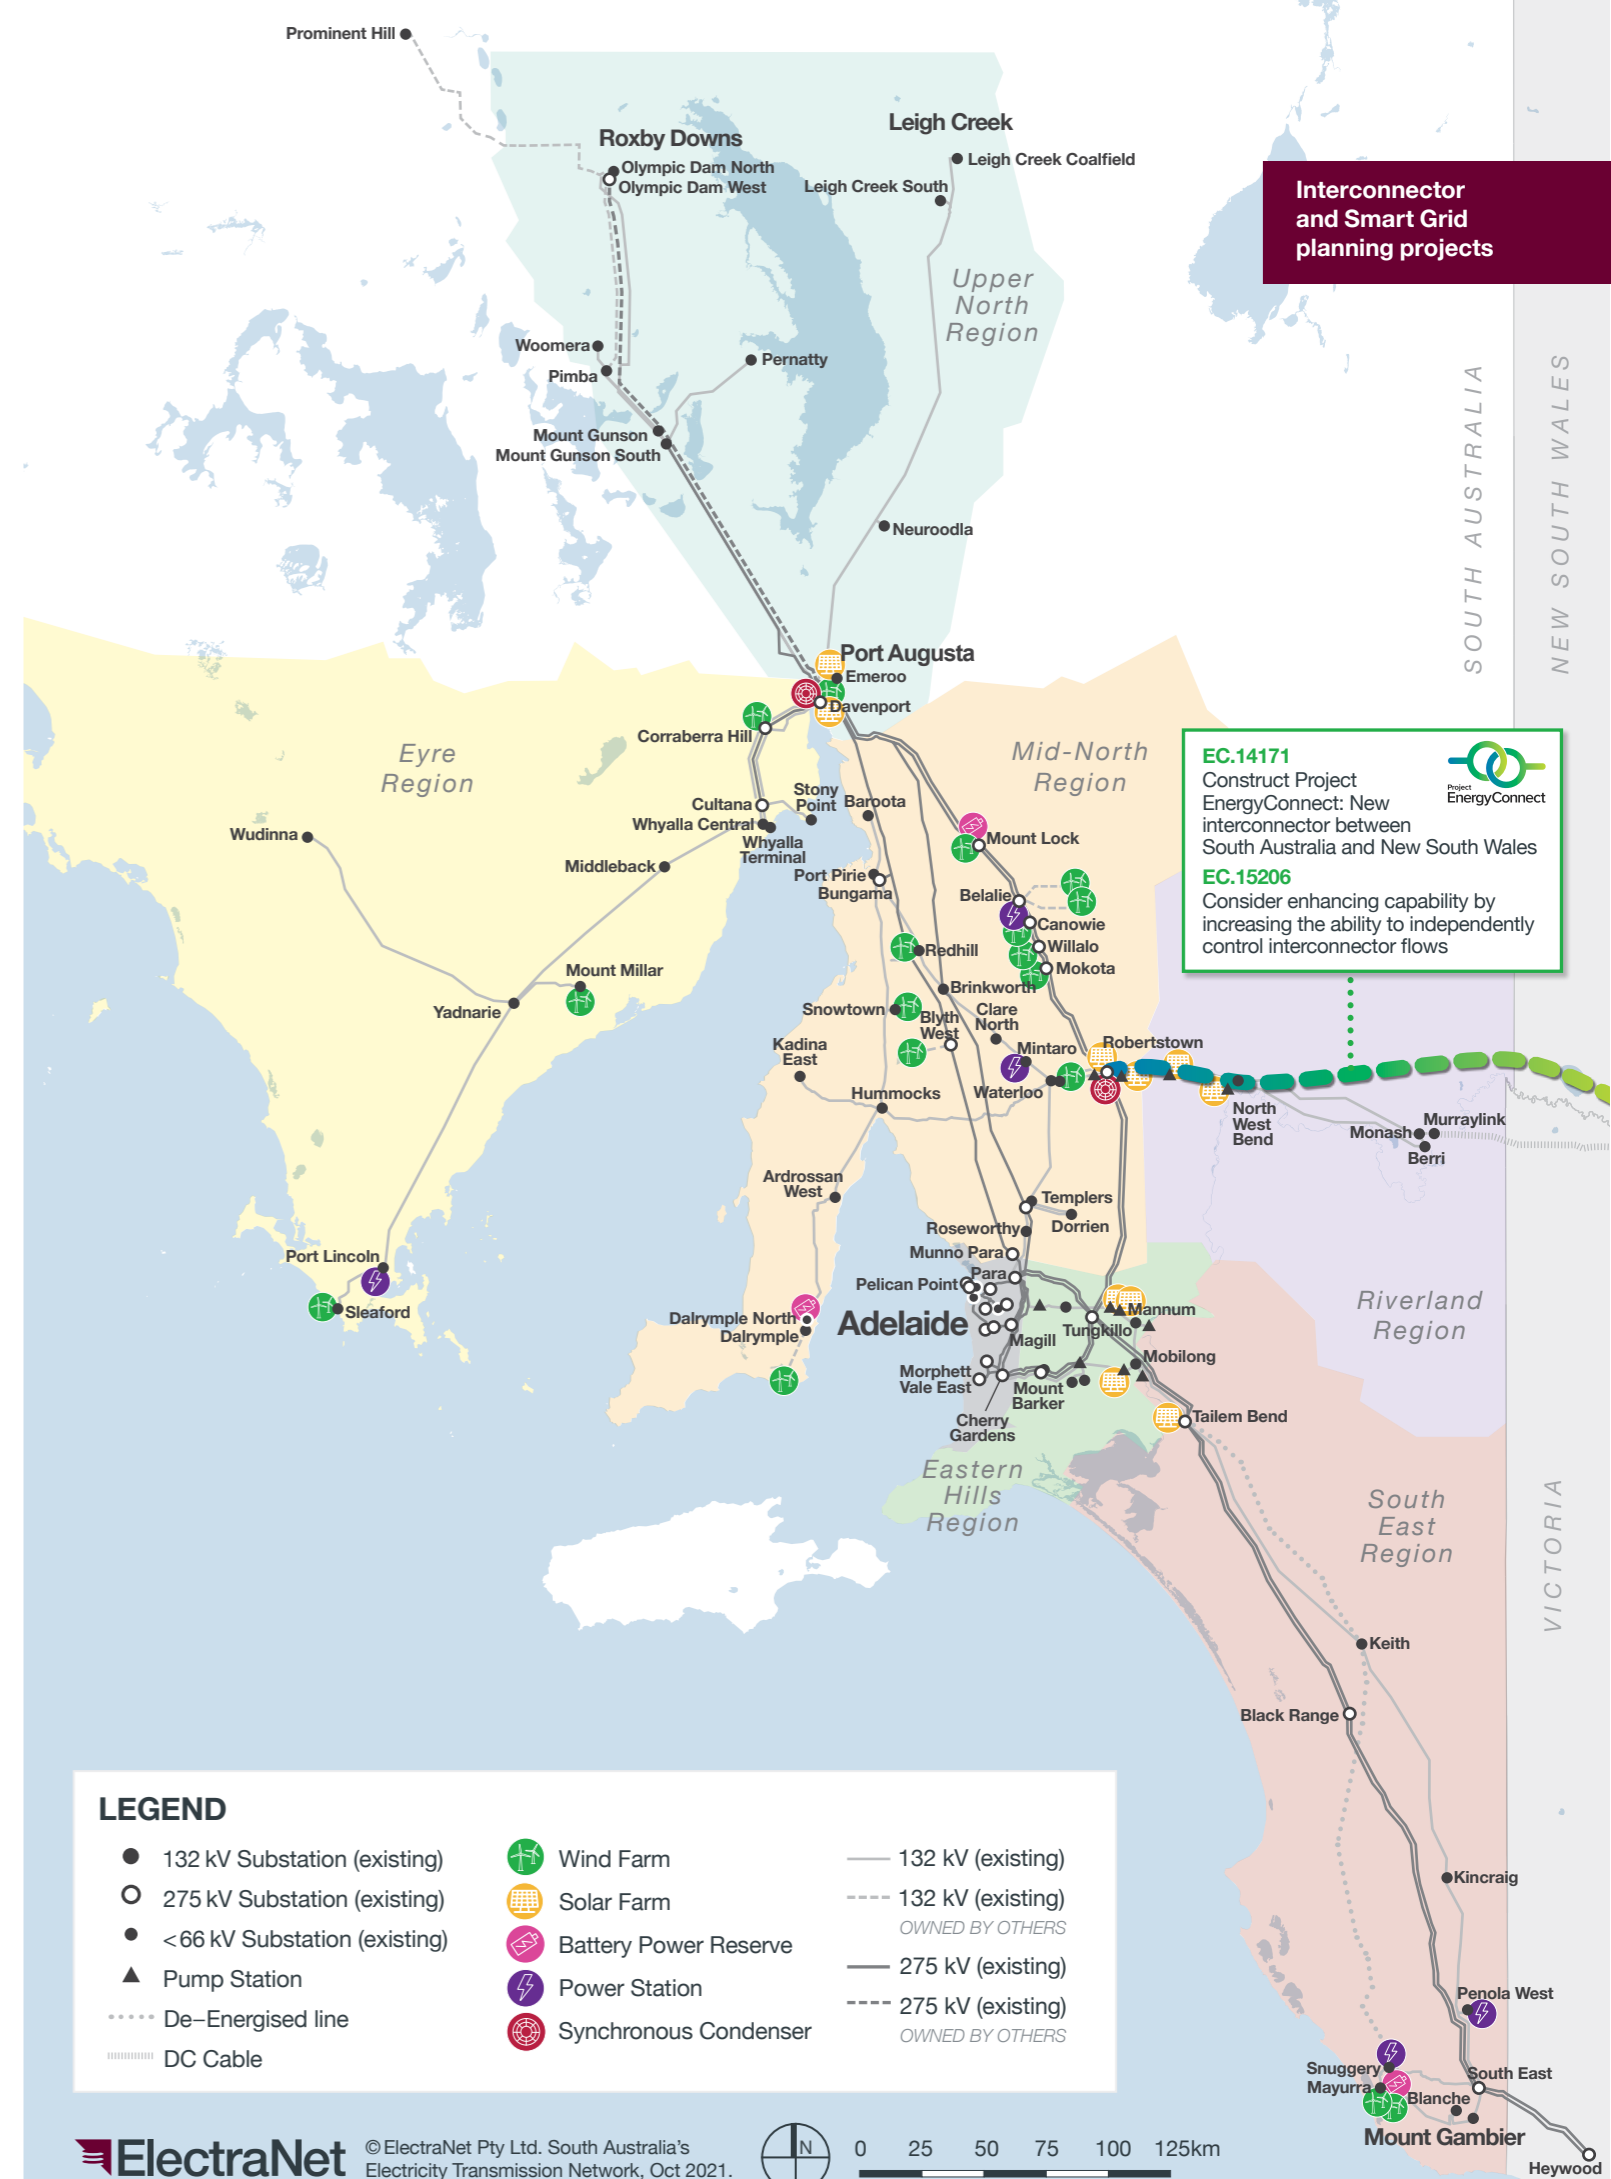 Prominent Hill
Roxby Downs
Olympic Dam North
Olympic Dam West
Leigh Creek
Leigh Creek Coalfield
Leigh Creek South
Interconnector
and Smart Grid
planning projects
Upper
North
Region
Woomera
Pimba
Pernatty
Mount Gunson
Mount Gunson South
Neuroodla
SOUTH AUSTRALIA
NEW SOUTH WALES
Port Augusta
Emeroo
Davenport
Corraberra Hill
Eyre
Region
Mid-North
Region
EC.14171
Construct Project
EnergyConnect: New
interconnector between
South Australia and New South Wales
EC.15206
Consider enhancing capability by
increasing the ability to independently
control interconnector flows
Project
EnergyConnect
Cultana
Stony
Point
Baroota
Whyalla Central
Whyalla
Terminal
Wudinna
Middleback
Mount Lock
Port Pirie
Bungama
Belalie
Canowie
Willalo
Mokota
Redhill
Mount Millar
Yadnarie
Brinkworth
Snowtown
Blyth
West
Clare
North
Kadina
East
Mintaro
Robertstown
Waterloo
Hummocks
North
West
Bend
Murraylink
Monash
Berri
Ardrossan
West
Templers
Dorrien
Roseworthy
Munno Para
Para
Pelican Point
Port Lincoln
Sleaford
Dalrymple North
Dalrymple
Adelaide
Magill
Tungkillo
Mannum
Riverland
Region
Mobilong
Morphett
Vale East
Mount
Barker
Cherry
Gardens
Tailem Bend
Eastern
Hills
Region
South
East
Region
VICTORIA
Keith
Black Range
Kincraig
Penola West
Snuggery
Mayurra
South East
Blanche
Mount Gambier
Heywood
LEGEND
132 kV Substation (existing)
275 kV Substation (existing)
<66 kV Substation (existing)
Pump Station
De–Energised line
DC Cable
Wind Farm
Solar Farm
Battery Power Reserve
Power Station
Synchronous Condenser
132 kV (existing)
132 kV (existing)
OWNED BY OTHERS
275 kV (existing)
275 kV (existing)
OWNED BY OTHERS
ElectraNet
© ElectraNet Pty Ltd. South Australia's
Electricity Transmission Network, Oct 2021.
N
0 25 50 75 100 125km